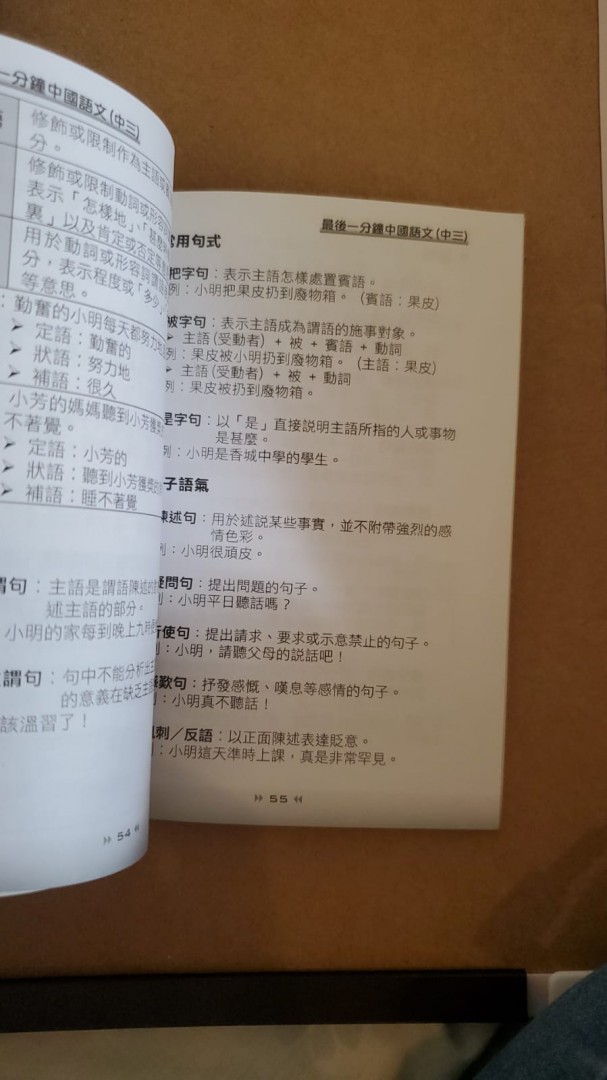 一分鐘中國語文(中三)
修飾或限制作為主語或
分。
修飾或限制動詞或形容
表示「怎樣地」、「甚麼
裏」以及肯定或否定
用於動詞或形容詞
分，表示程度或「多少
等意思。
：勤奮的小明每天都努力地
➤ 定語：勤奮的
➤ 狀語：努力地
➤ 補語：很久
小芳的媽媽聽到小芳獲獎
不著覺。
➤ 定語：小芳的
➤ 狀語：聽到小芳獲獎
➤ 補語：睡不著覺
謂句：主語是謂語陳述的
述主語的部分。
小明的家每到晚上九時
謂句：句中不能分析出主
的意義在缺乏主
該溫習了！
54
最後一分鐘中國語文(中三)
常用句式
把字句：表示主語怎樣處置賓語。
例：小明把果皮扔到廢物箱。（賓語：果皮）
被字句：表示主語成為謂語的施事對象。
➤ 主語(受動者) + 被 + 賓語 + 動詞
例：果皮被小明扔到廢物箱。（主語：果皮）
➤ 主語(受動者) + 被 + 動詞
例：果皮被扔到廢物箱。
是字句：以「是」直接說明主語所指的人或事物
是甚麼。
例：小明是香城中學的學生。
子語氣
陳述句：用於述說某些事實，並不附帶強烈的感
情色彩。
例：小明很頑皮。
疑問句：提出問題的句子。
例：小明平日聽話嗎？
行使句：提出請求、要求或示意禁止的句子。
例：小明，請聽父母的說話吧！
歎句：抒發感慨、嘆息等感情的句子。
：小明真不聽話！
諷刺／反語：以正面陳述表達貶意。
：小明這天準時上課，真是非常罕見。
55